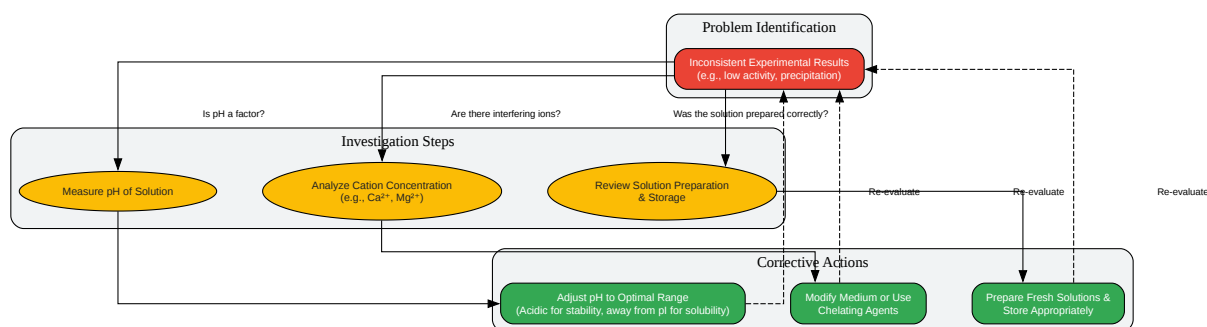 Problem Identification
Inconsistent Experimental Results
(e.g., low activity, precipitation)
Is pH a factor?
Are there interfering ions?
Was the solution prepared correctly?
Investigation Steps
Measure pH of Solution
Analyze Cation Concentration
(e.g., Ca²⁺, Mg²⁺)
Review Solution Preparation
& Storage
Re-evaluate
Re-evaluate
Re-evaluate
Corrective Actions
Adjust pH to Optimal Range
(Acidic for stability, away from pI for solubility)
Modify Medium or Use
Chelating Agents
Prepare Fresh Solutions &
Store Appropriately